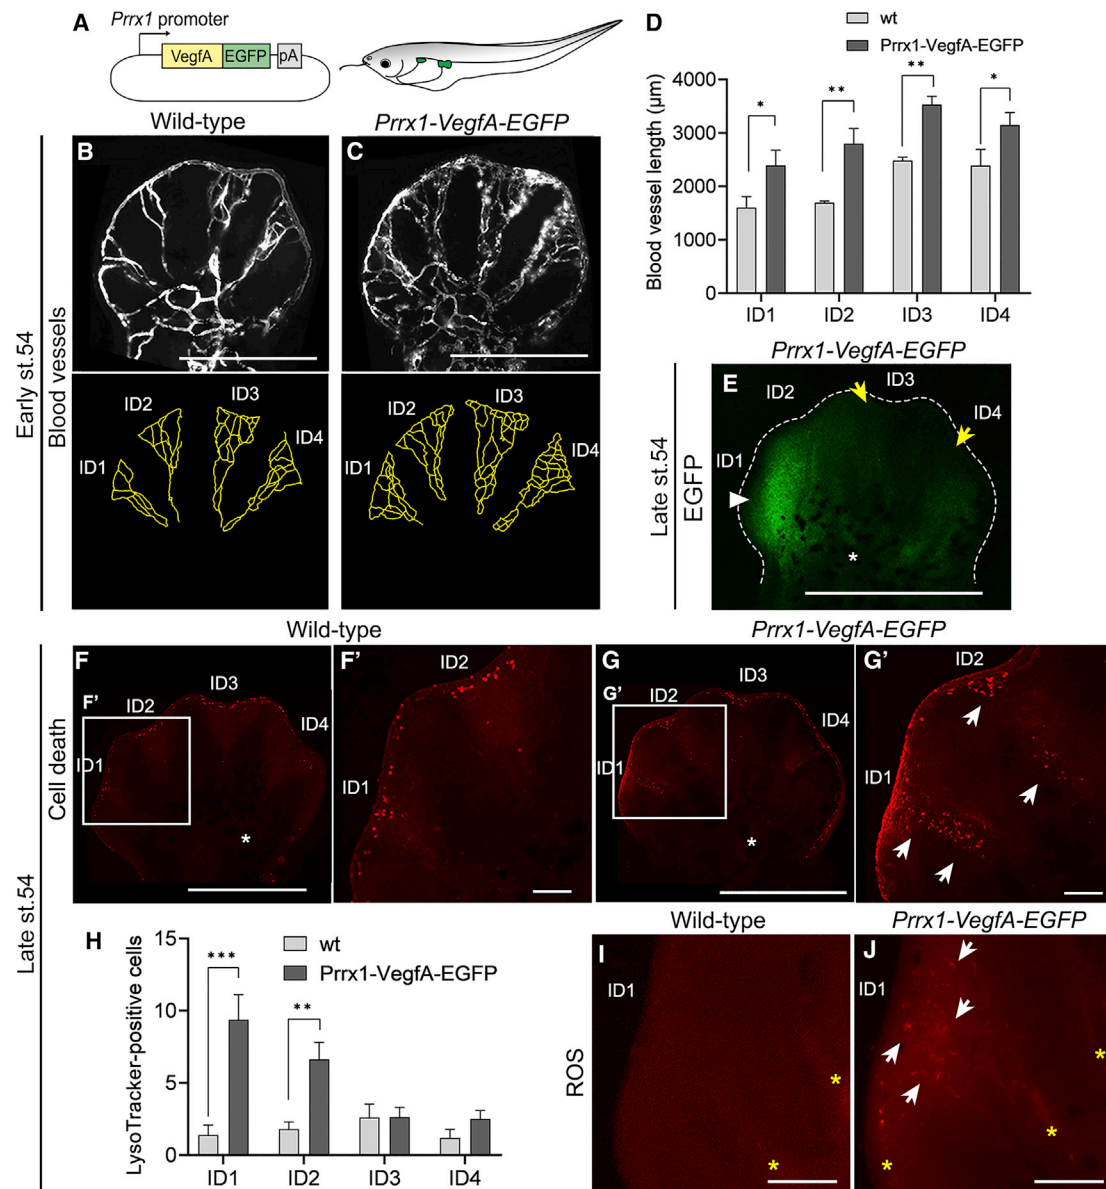 A
Prrx1 promoter
VegfA EGFP pA
Wild-type
Prrx1-VegfA-EGFP
Early st.54
Blood vessels
B
C
ID1
ID2
ID3
ID4
ID1
ID2
ID3
ID4
D
wt
Prrx1-VegfA-EGFP
Blood vessel length (µm)
4000
3000
2000
1000
0
* ** ** *
ID1 ID2 ID3 ID4
Prrx1-VegfA-EGFP
Late st.54
EGFP
E
ID1
ID2
ID3
ID4
*
Wild-type
Prrx1-VegfA-EGFP
Late st.54
Cell death
F
F'
ID1
ID2
ID3
ID4
*
F'
ID2
ID1
G
G'
ID1
ID2
ID3
ID4
*
G'
ID2
ID1
H
wt
Prrx1-VegfA-EGFP
LysoTracker-positive cells
15
10
5
0
*** **
ID1 ID2 ID3 ID4
Wild-type
Prrx1-VegfA-EGFP
ROS
I
ID1
*
*
J
ID1
*
*
*